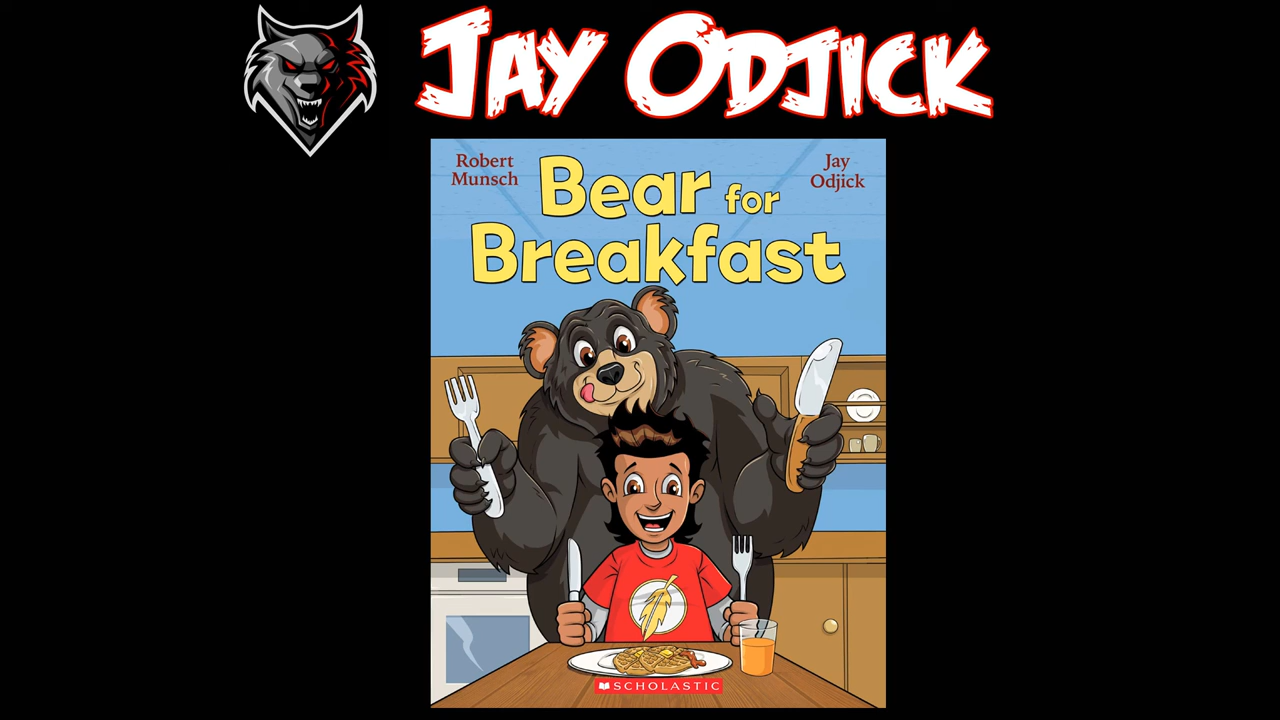 JAY ODJICK
Robert
Munsch
Jay
Odjick
Bear for
Breakfast
SCHOLASTIC